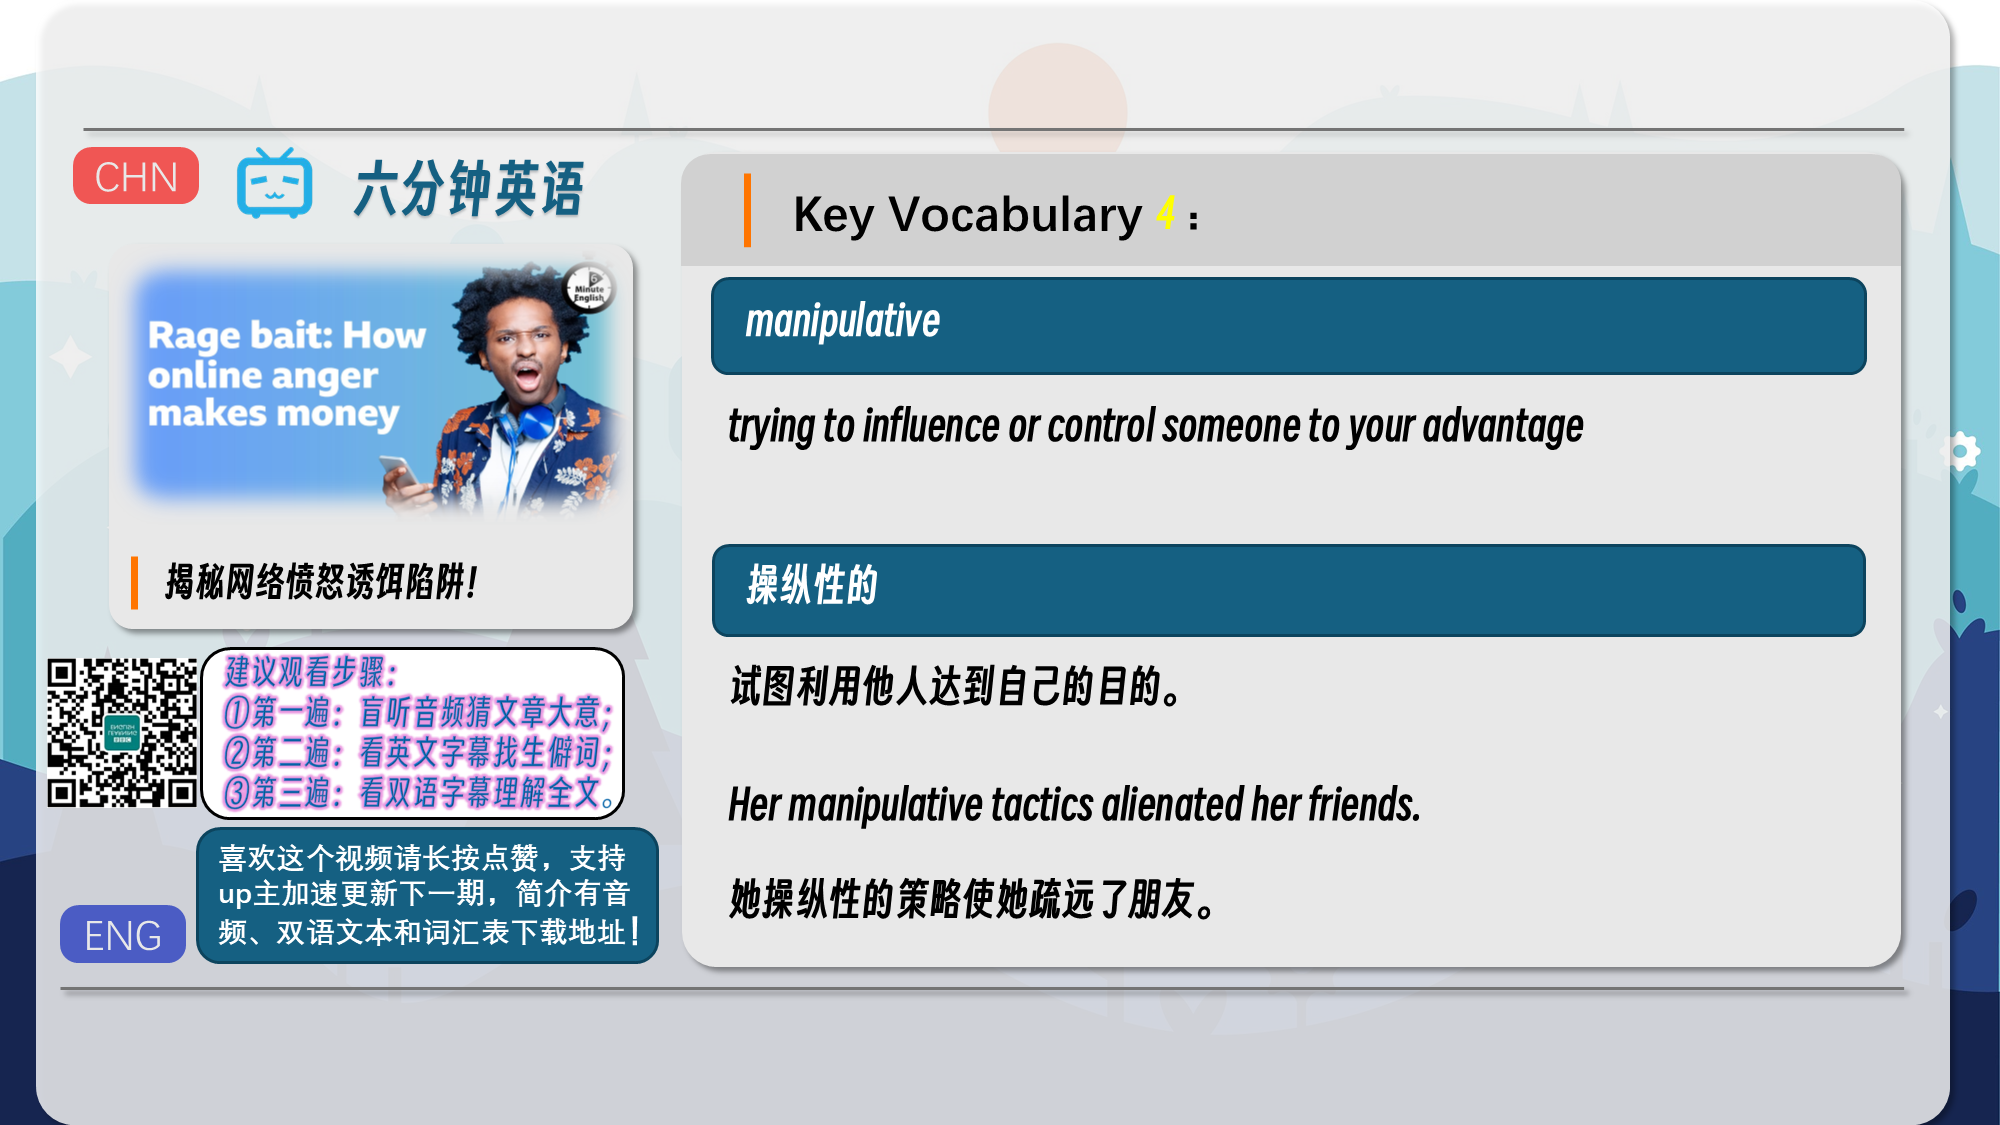 CHN
六分钟英语
6
Minute
English
Rage bait: How
online anger
makes money
揭秘网络愤怒诱饵陷阱！
建议观看步骤：
①第一遍：盲听音频猜文章大意；
②第二遍：看英文字幕找生僻词；
③第三遍：看双语字幕理解全文。
喜欢这个视频请长按点赞，支持
up主加速更新下一期，简介有音
频、双语文本和词汇表下载地址！
ENG
Key Vocabulary 4：
manipulative
trying to influence or control someone to your advantage
操纵性的
试图利用他人达到自己的目的。
Her manipulative tactics alienated her friends.
她操纵性的策略使她疏远了朋友。